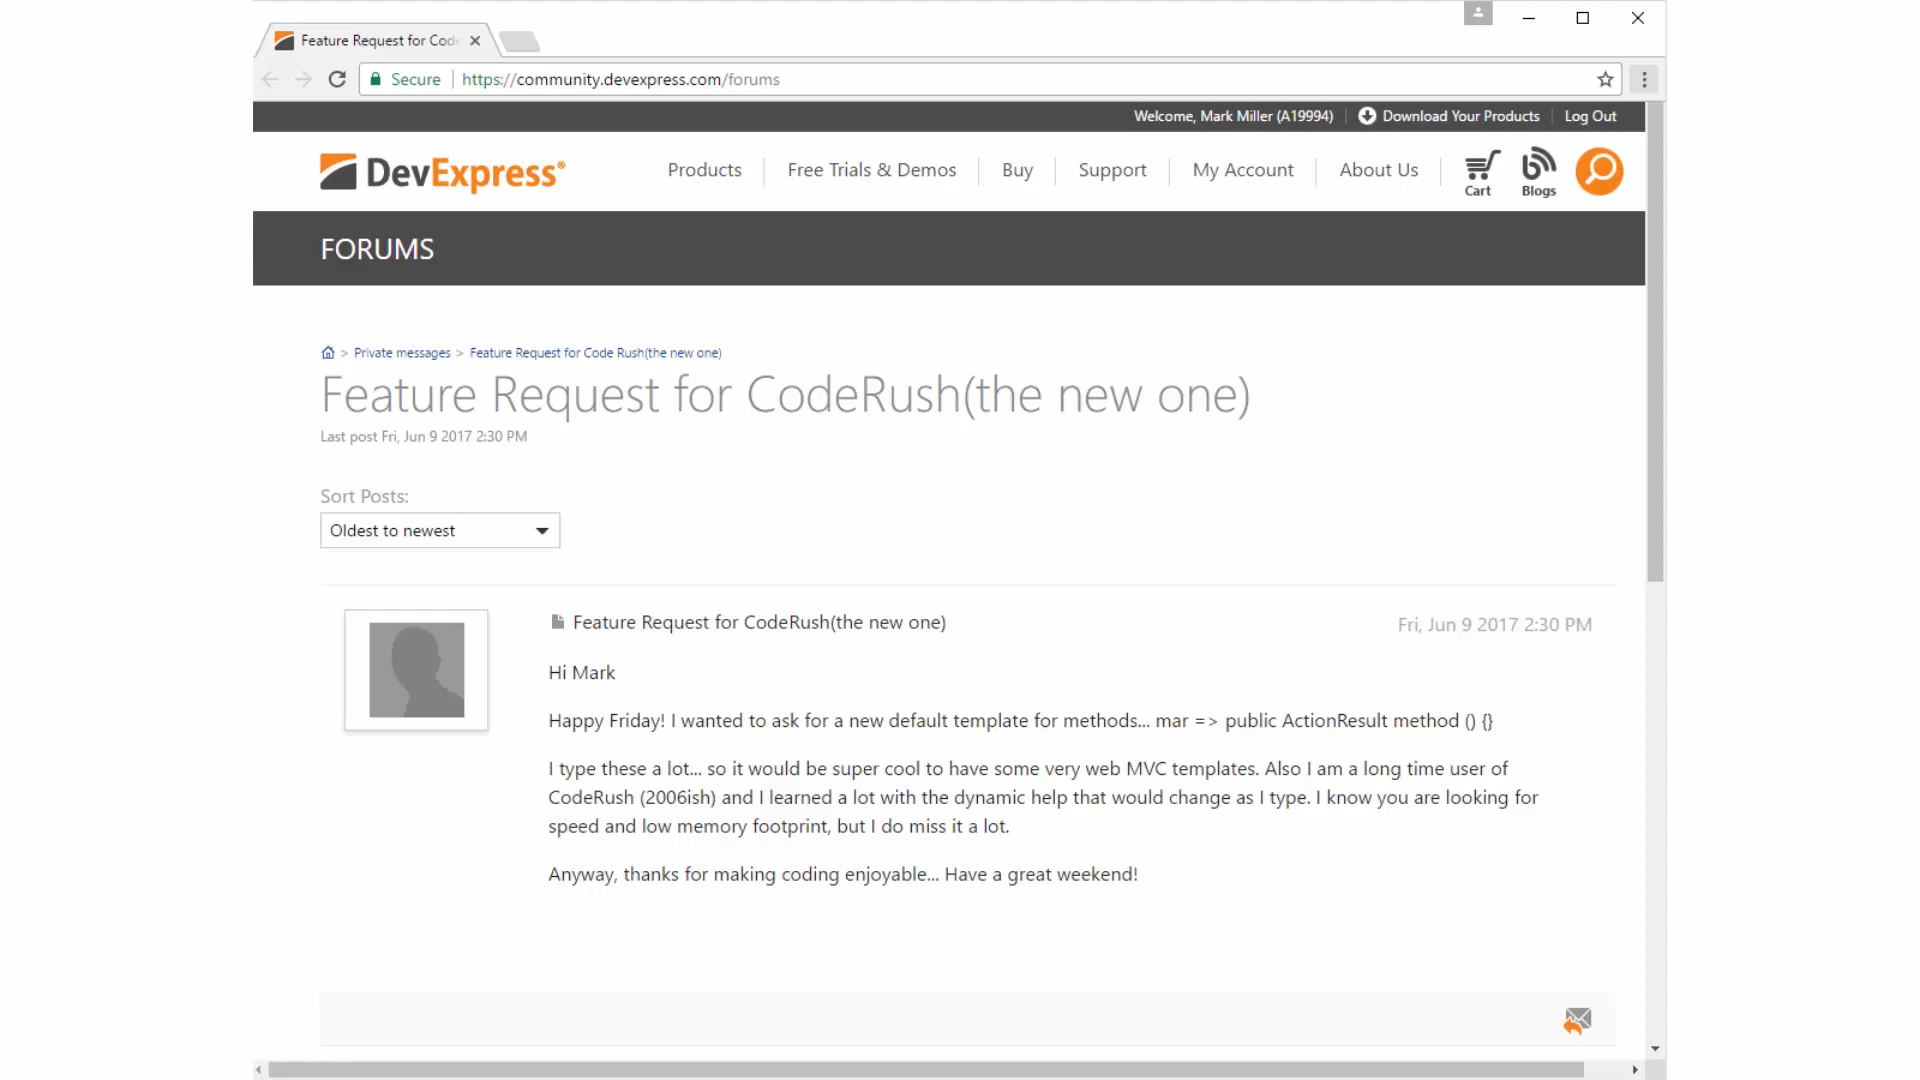 Feature Request for Cod
Secure
https://community.devexpress.com/forums
Welcome, Mark Miller (A19994)
Download Your Products
Log Out
DevExpress®
Products
Free Trials & Demos
Buy
Support
My Account
About Us
Cart
Blogs
FORUMS
> Private messages > Feature Request for Code Rush(the new one)
Feature Request for CodeRush(the new one)
Last post Fri, Jun 9 2017 2:30 PM
Sort Posts:
Oldest to newest
Feature Request for CodeRush(the new one)
Fri, Jun 9 2017 2:30 PM
Hi Mark
Happy Friday! I wanted to ask for a new default template for methods... mar => public ActionResult method () {}
I type these a lot... so it would be super cool to have some very web MVC templates. Also I am a long time user of
CodeRush (2006ish) and I learned a lot with the dynamic help that would change as I type. I know you are looking for
speed and low memory footprint, but I do miss it a lot.
Anyway, thanks for making coding enjoyable... Have a great weekend!